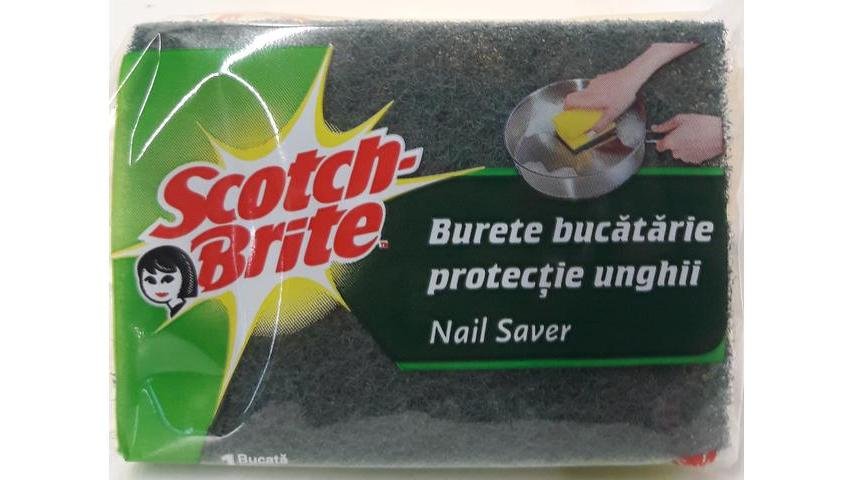 Scotch-
Brite
Burete bucătărie
protecție unghii
Nail Saver
1 Bucată